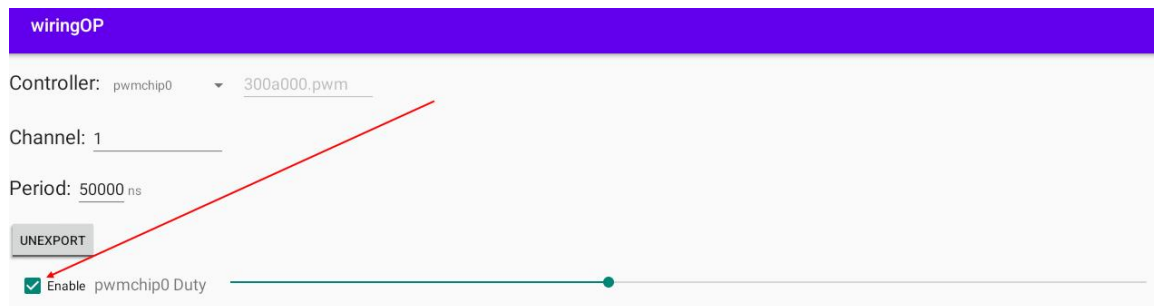 wiringOP
Controller: pwmchip0 300a000.pwm
Channel: 1
Period: 50000 ns
UNEXPORT
Enable pwmchip0 Duty